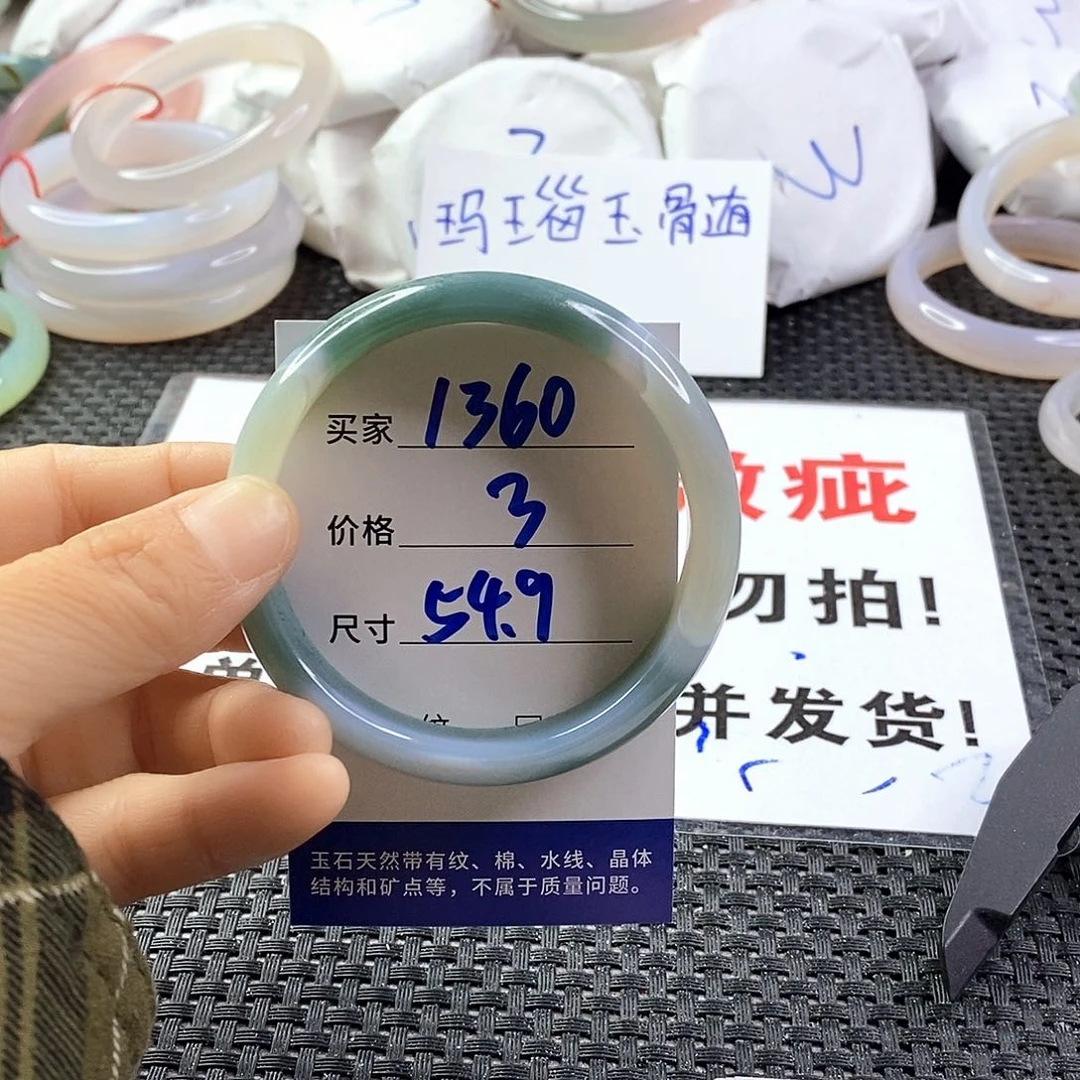 玛瑙玉骨髓
买家 1360
价格 3
尺寸 54.9
疵
勿拍!
并发货!
玉石天然带有纹、棉、水线、晶体
结构和矿点等，不属于质量问题。